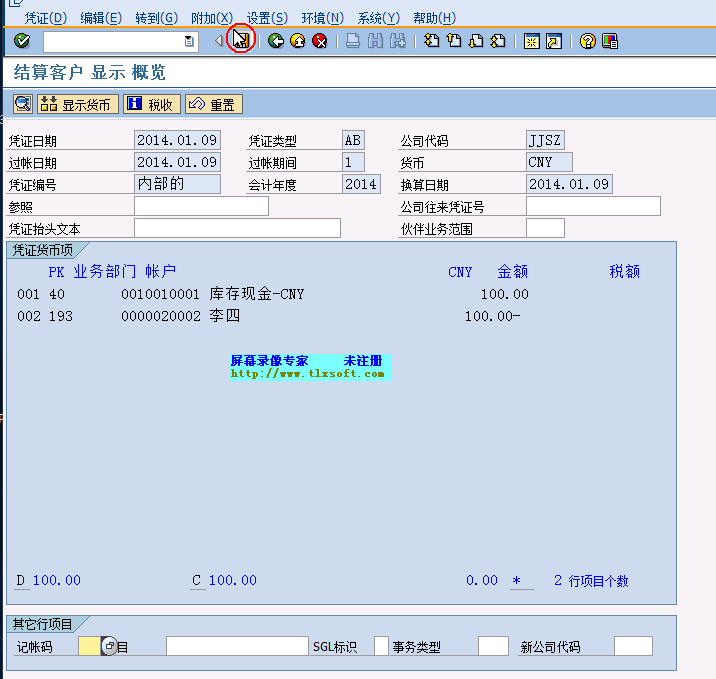 凭证(D) 编辑(E) 转到(G) 附加(X) 设置(S) 环境(N) 系统(Y) 帮助(H)
结算客户 显示 概览
显示货币 税收 重置
凭证日期 2014.01.09 凭证类型 AB 公司代码 JJSZ
过帐日期 2014.01.09 过帐期间 1 货币 CNY
凭证编号 内部的 会计年度 2014 换算日期 2014.01.09
参照 公司往来凭证号
凭证抬头文本 伙伴业务范围
凭证货币项
PK 业务部门 帐户 CNY 金额 税额
001 40 0010010001 库存现金-CNY 100.00
002 193 0000020002 李四 100.00-
屏幕录像专家 未注册
http://www.tlxsoft.com
D 100.00 C 100.00 0.00 * 2 行项目个数
其它行项目
记帐码 目 SGL标识 事务类型 新公司代码